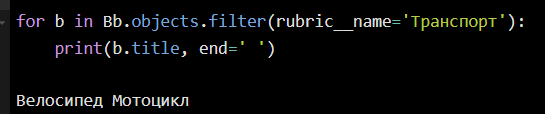 for b in Bb.objects.filter(rubric__name='Транспорт'):
    print(b.title, end=' ')
Велосипед Мотоцикл